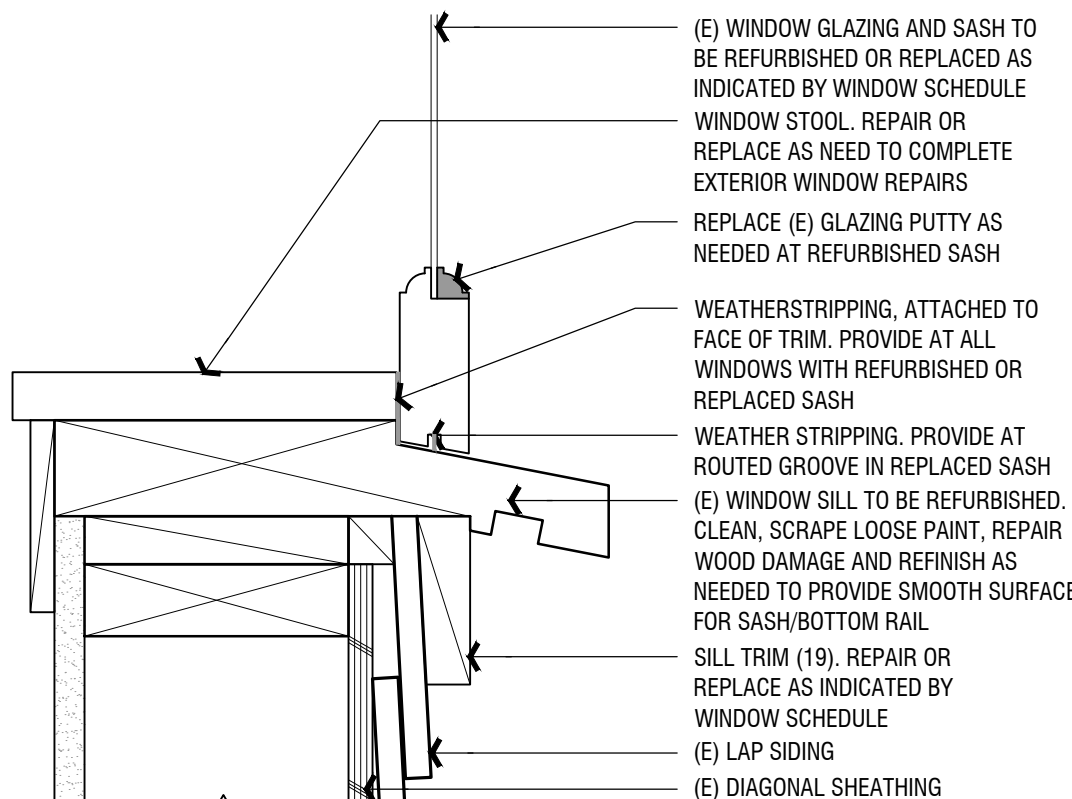 (E) WINDOW GLAZING AND SASH TO
BE REFURBISHED OR REPLACED AS
INDICATED BY WINDOW SCHEDULE
WINDOW STOOL. REPAIR OR
REPLACE AS NEED TO COMPLETE
EXTERIOR WINDOW REPAIRS
REPLACE (E) GLAZING PUTTY AS
NEEDED AT REFURBISHED SASH
WEATHERSTRIPPING, ATTACHED TO
FACE OF TRIM. PROVIDE AT ALL
WINDOWS WITH REFURBISHED OR
REPLACED SASH
WEATHER STRIPPING. PROVIDE AT
ROUTED GROOVE IN REPLACED SASH
(E) WINDOW SILL TO BE REFURBISHED.
CLEAN, SCRAPE LOOSE PAINT, REPAIR
WOOD DAMAGE AND REFINISH AS
NEEDED TO PROVIDE SMOOTH SURFACE
FOR SASH/BOTTOM RAIL
SILL TRIM (19). REPAIR OR
REPLACE AS INDICATED BY
WINDOW SCHEDULE
(E) LAP SIDING
(E) DIAGONAL SHEATHING